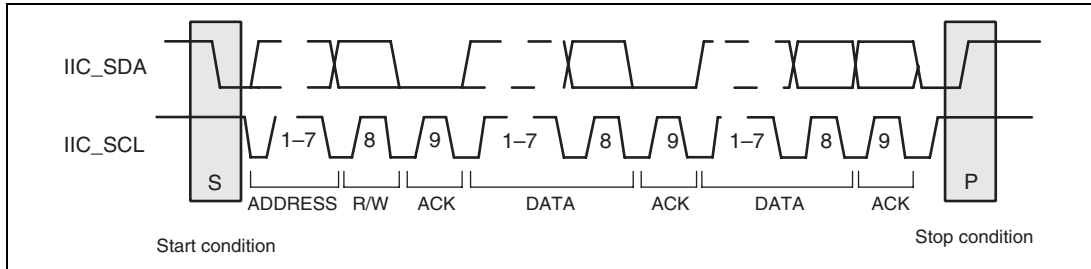 IIC_SDA
IIC_SCL
1–7 8 9 1–7 8 9 1–7 8 9
S P
ADDRESS R/W ACK DATA ACK DATA ACK
Start condition Stop condition